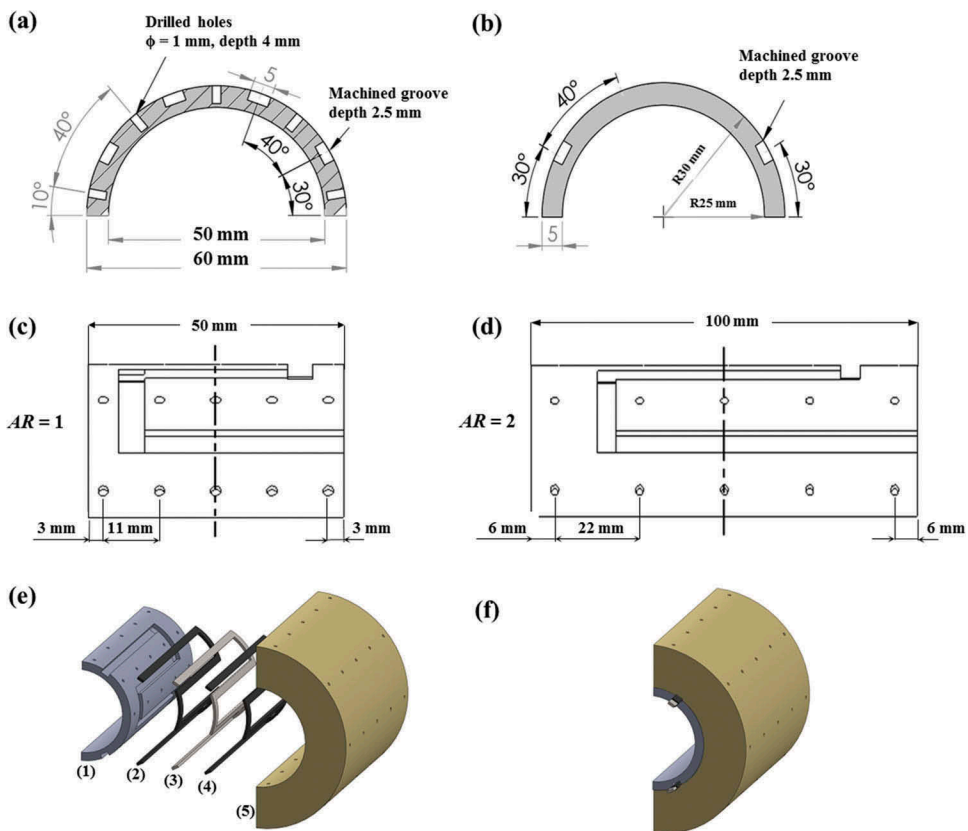 (a)
Drilled holes
ϕ = 1 mm, depth 4 mm
5
Machined groove
depth 2.5 mm
40°
40°
30°
10°
50 mm
60 mm
(b)
Machined groove
depth 2.5 mm
40°
30°
R30 mm
30°
R25 mm
5
(c)
50 mm
AR = 1
3 mm
11 mm
3 mm
(d)
100 mm
AR = 2
6 mm
22 mm
6 mm
(e)
(1)
(2)
(3)
(4)
(5)
(f)